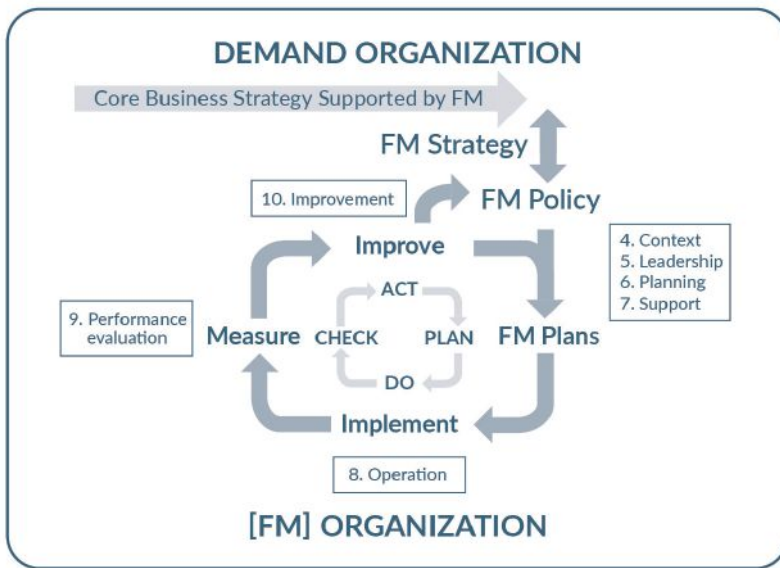 DEMAND ORGANIZATION
Core Business Strategy Supported by FM
FM Strategy
10. Improvement
FM Policy
Improve
4. Context
5. Leadership
6. Planning
7. Support
ACT
9. Performance
evaluation
Measure
CHECK
PLAN
FM Plans
DO
Implement
8. Operation
[FM] ORGANIZATION